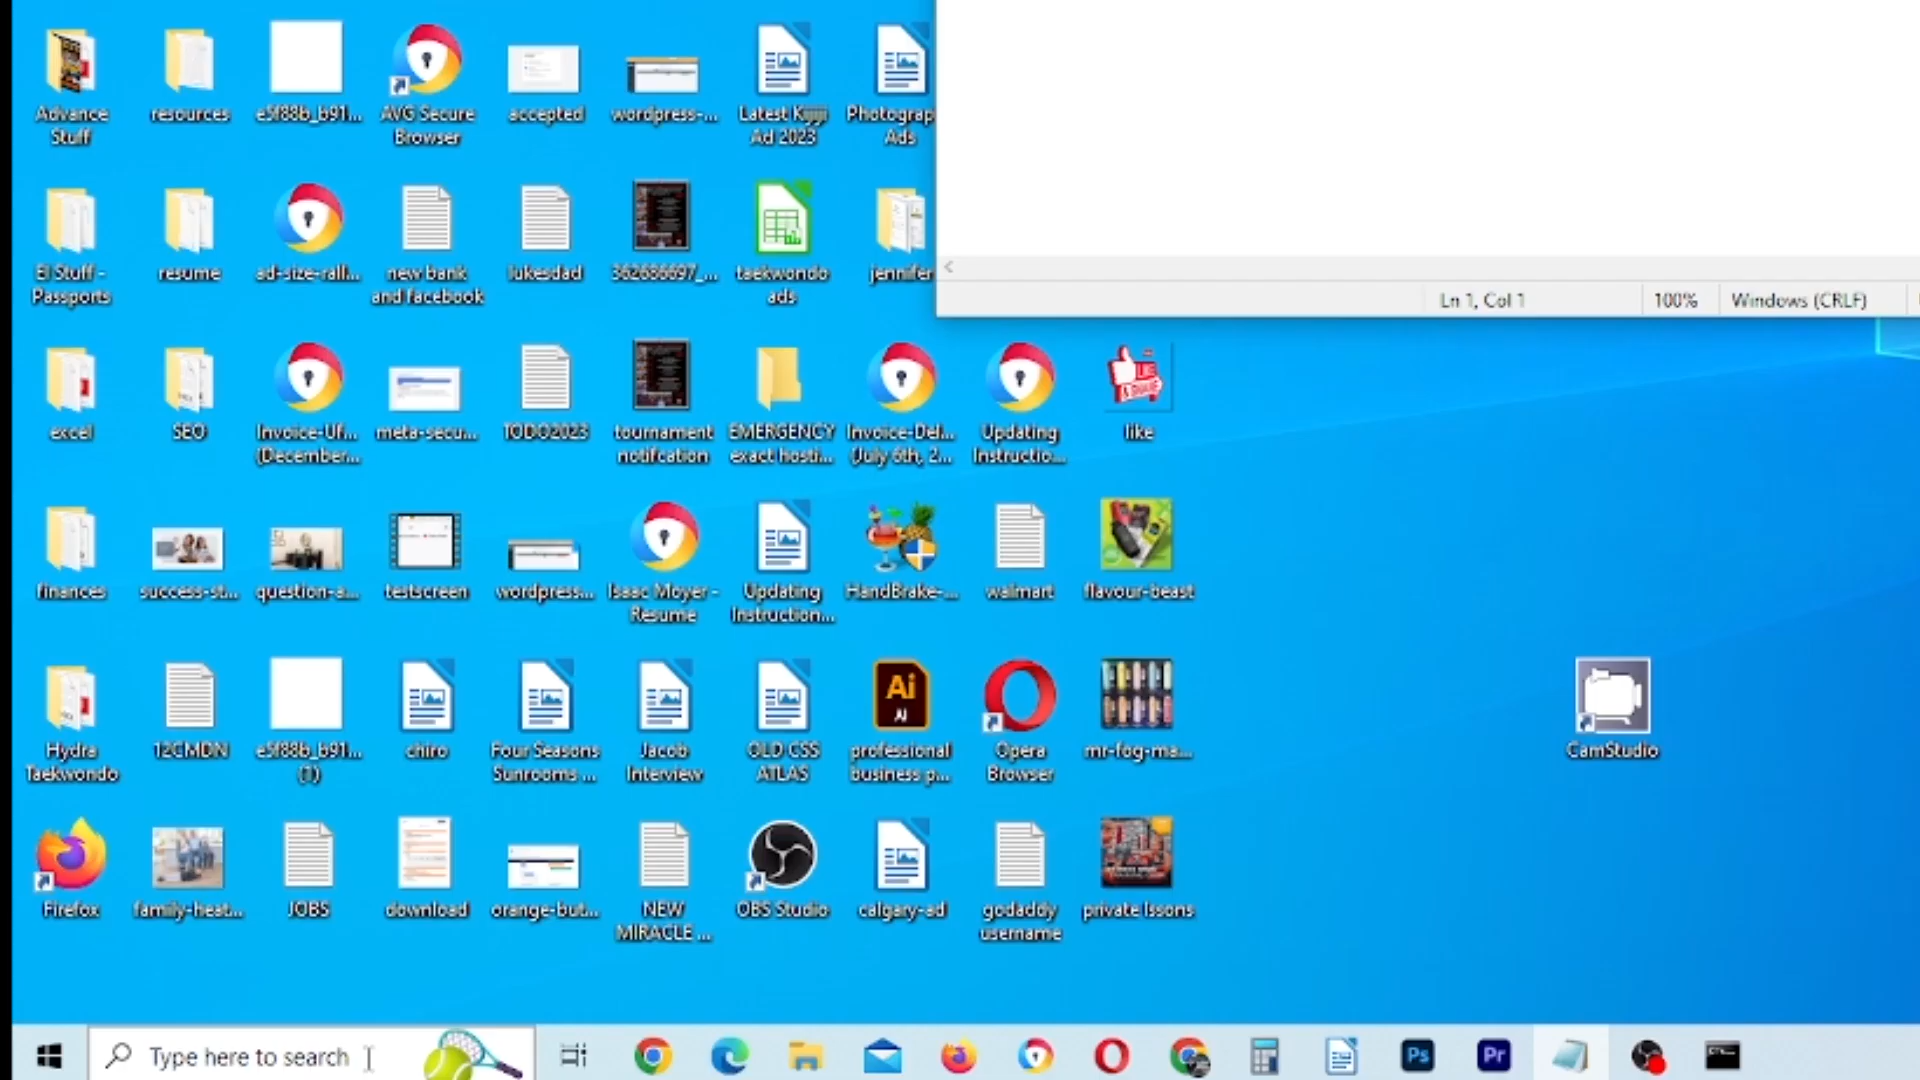 Ln 1, Col 1
100%
Windows (CRLF)
Advance
Stuff
resources
e5f88b_b91...
AVG Secure
Browser
accepted
wordpress-...
Latest Kijiji
Ad 2023
Photograp
Ads
El Stuff -
Passports
resume
ad-size-rall...
new bank
and facebook
lukesdad
362686697_...
taekwondo
ads
jennifer
excel
SEO
Invoice-Uf...
(December...
meta-secu...
TODO2023
tournament
notifcation
EMERGENCY
exact hosti...
Invoice-Del...
(July 6th, 2...
Updating
Instructio...
like
finances
success-st...
question-a...
testscreen
wordpress...
Isaac Moyer -
Resume
Updating
Instruction...
HandBrake-...
walmart
flavour-beast
Hydra
Taekwondo
12CMDN
e5f88b_b91...
(1)
chiro
Four Seasons
Sunrooms ...
Jacob
Interview
OLD CSS
ATLAS
Ai
AI
professional
business p...
Opera
Browser
mr-fog-ma...
CamStudio
Firefox
family-heat...
JOBS
download
orange-but...
NEW
MIRACLE ...
OBS Studio
calgary-ad
godaddy
username
private lssons
Type here to search
Ps
Pr